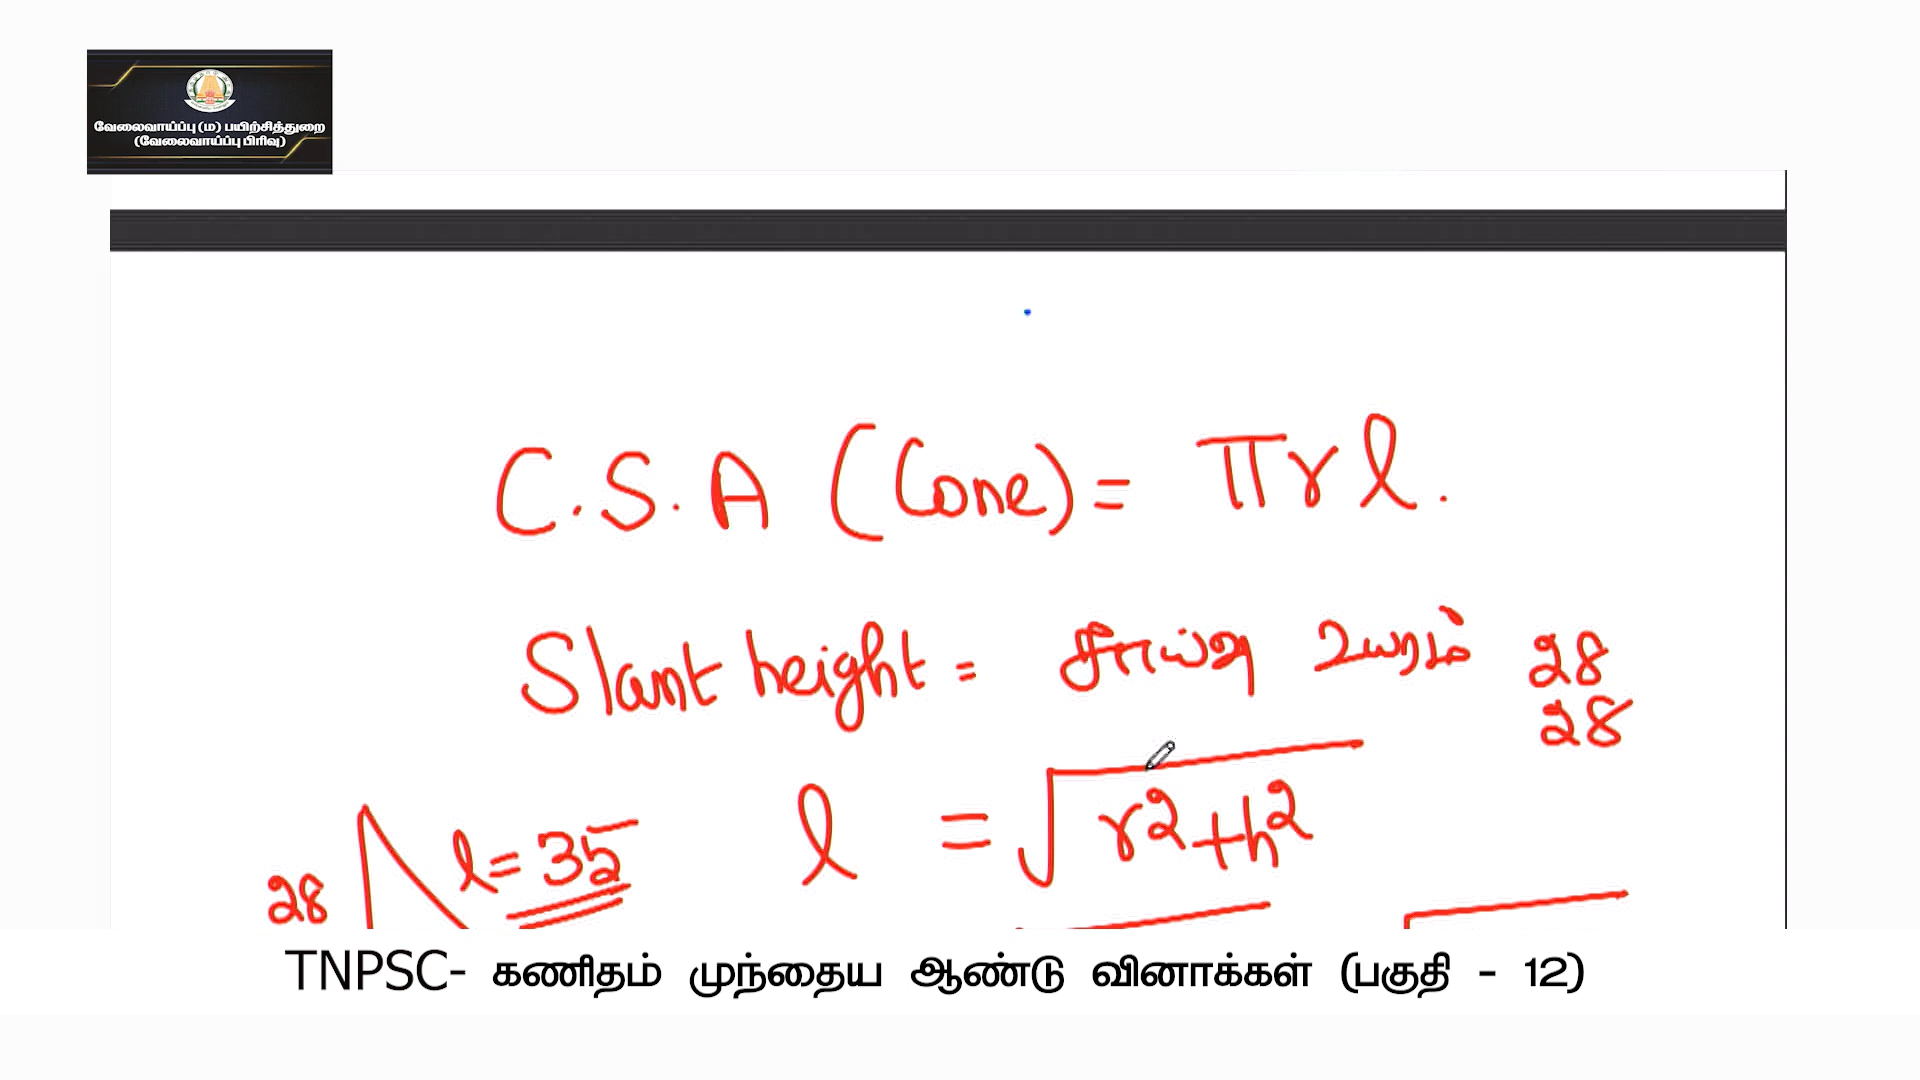 வேலைவாய்ப்பு (ம) பயிற்சித்துறை
(வேலைவாய்ப்பு பிரிவு)
C.S.A (Cone) = πrl.
Slant height = சாய்வு உயரம் 28
28
l = √r2+h2
l = 35
28
TNPSC- கணிதம் முந்தைய ஆண்டு வினாக்கள் (பகுதி - 12)